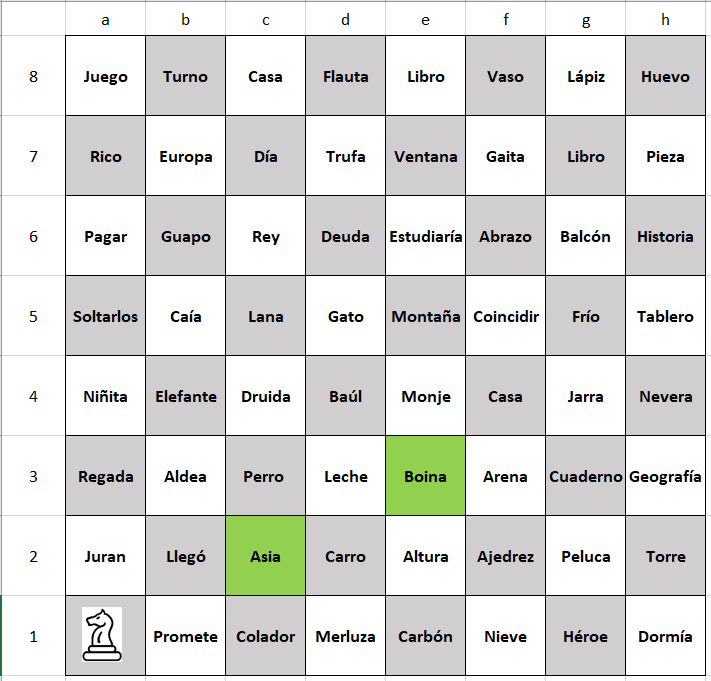 a b c d e f g h
8 Juego Turno Casa Flauta Libro Vaso Lápiz Huevo
7 Rico Europa Día Trufa Ventana Gaita Libro Pieza
6 Pagar Guapo Rey Deuda Estudiaría Abrazo Balcón Historia
5 Soltarlos Caía Lana Gato Montaña Coincidir Frío Tablero
4 Niñita Elefante Druida Baúl Monje Casa Jarra Nevera
3 Regada Aldea Perro Leche Boina Arena Cuaderno Geografía
2 Juran Llegó Asia Carro Altura Ajedrez Peluca Torre
1 Promete Colador Merluza Carbón Nieve Héroe Dormía